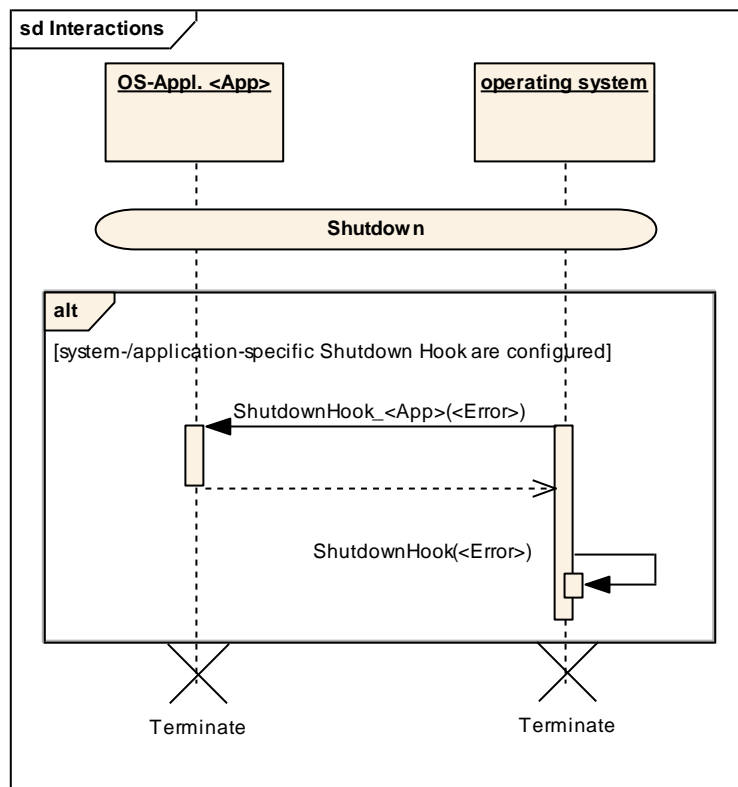 sd Interactions
OS-Appl. <App>
operating system
Shutdown
alt
[system-/application-specific Shutdown Hook are configured]
ShutdownHook_<App>(<Error>)
ShutdownHook(<Error>)
Terminate
Terminate